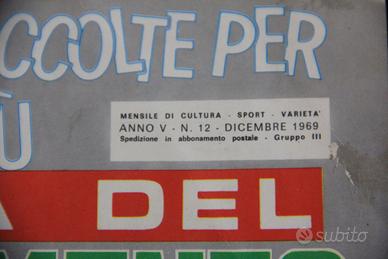 CCOLTE PER
Ù
MENSILE DI CULTURA - SPORT - VARIETA'
ANNO V - N. 12 - DICEMBRE 1969
Spedizione in abbonamento postale - Gruppo III
A DEL
MENTO
subito